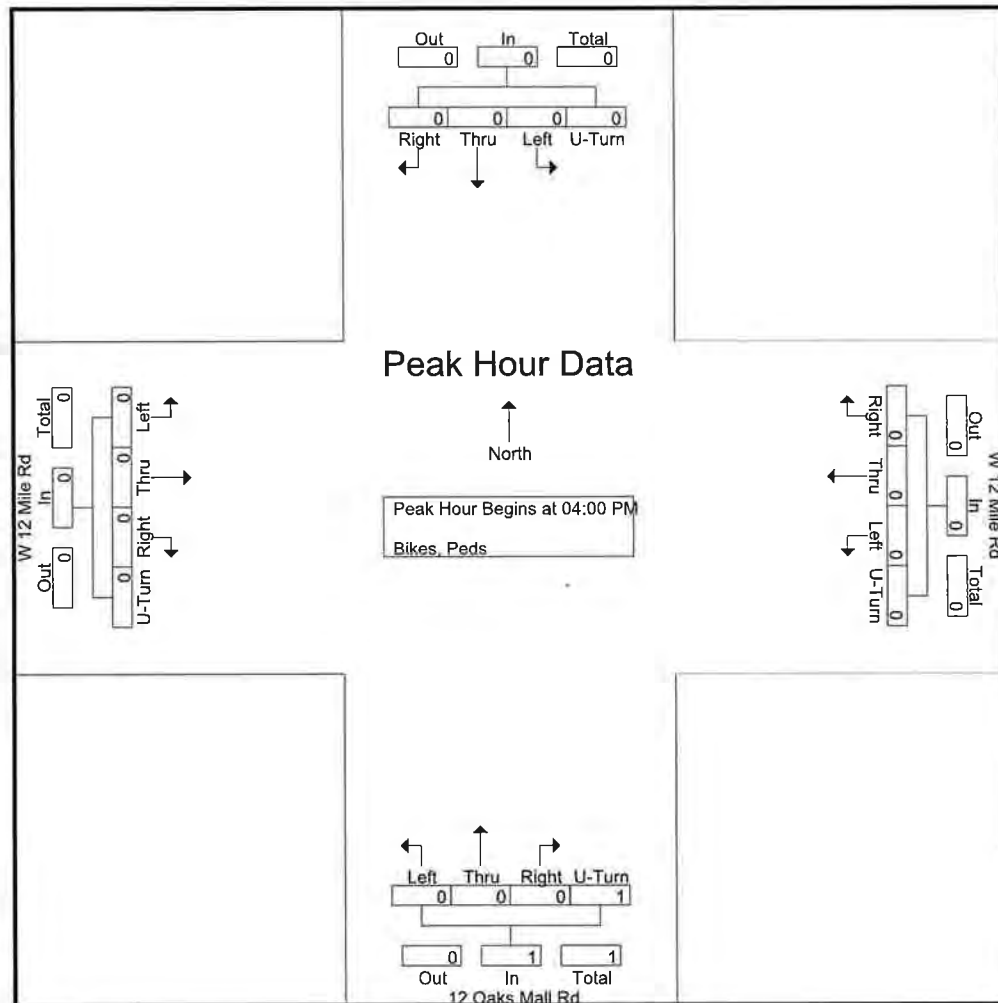 Out In Total
0 0 0
0 0 0 0
Right Thru Left U-Turn
Peak Hour Data
North
Peak Hour Begins at 04:00 PM
Bikes, Peds
W 12 Mile Rd
Out In Total
0 0 0
0 0 0 0
U-Turn Right Thru Left
W 12 Mile Rd
Out In Total
0 0 0
0 0 0 0
Right Thru Left U-Turn
Left Thru Right U-Turn
0 0 0 1
0 1 1
Out In Total
12 Oaks Mall Rd